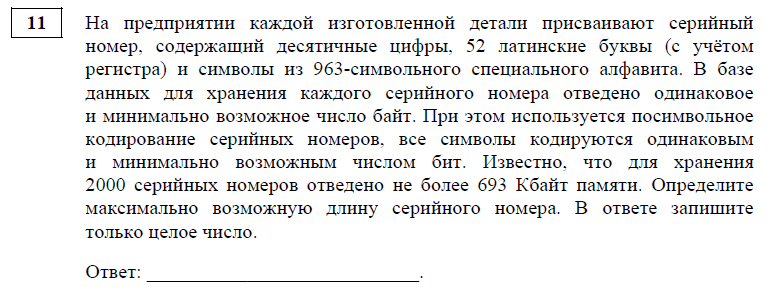 11 На предприятии каждой изготовленной детали присваивают серийный
номер, содержащий десятичные цифры, 52 латинские буквы (с учётом
регистра) и символы из 963-символьного специального алфавита. В базе
данных для хранения каждого серийного номера отведено одинаковое
и минимально возможное число байт. При этом используется посимвольное
кодирование серийных номеров, все символы кодируются одинаковым
и минимально возможным числом бит. Известно, что для хранения
2000 серийных номеров отведено не более 693 Кбайт памяти. Определите
максимально возможную длину серийного номера. В ответе запишите
только целое число.
Ответ: ___________________________.